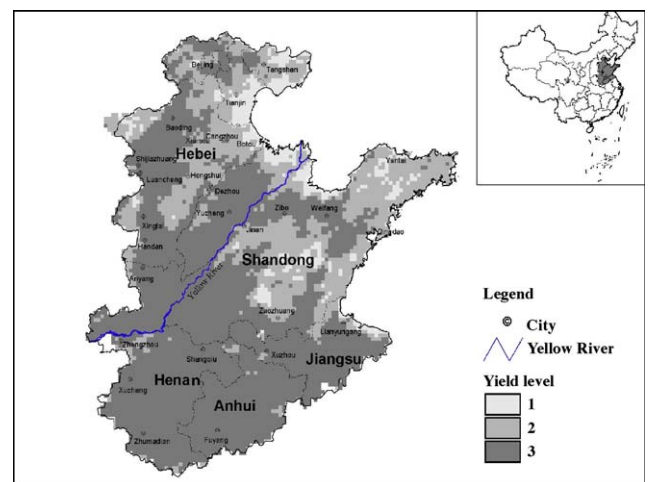 Beijing
Tangshan
Tianjin
Baoding
Cangzhou
Botou
Shijiazhuang
Hebei
Luancheng
Hengshui
Dezhou
Yantai
Yucheng
Zibo
Weifang
Xingtai
Jinan
Qingdao
Handan
Shandong
Anyang
Yellow River
Zaozhuang
Lianyungang
Zhengzhou
Shangqiu
Xuzhou
Jiangsu
Henan
Xucheng
Anhui
Zhumadian
Fuyang
Legend
City
Yellow River
Yield level
1
2
3